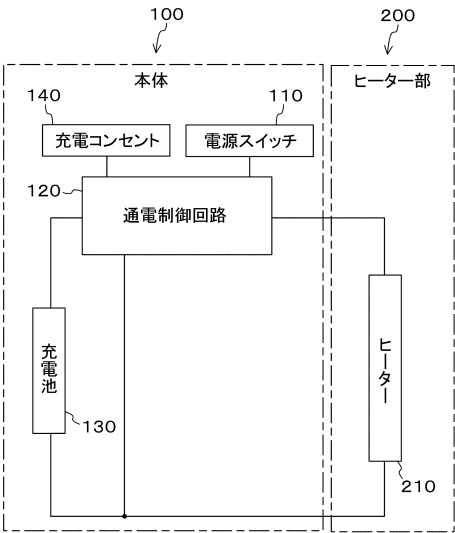 100
200
本体
ヒーター部
140
110
充電コンセント
電源スイッチ
120
通電制御回路
充電池
ヒーター
130
210